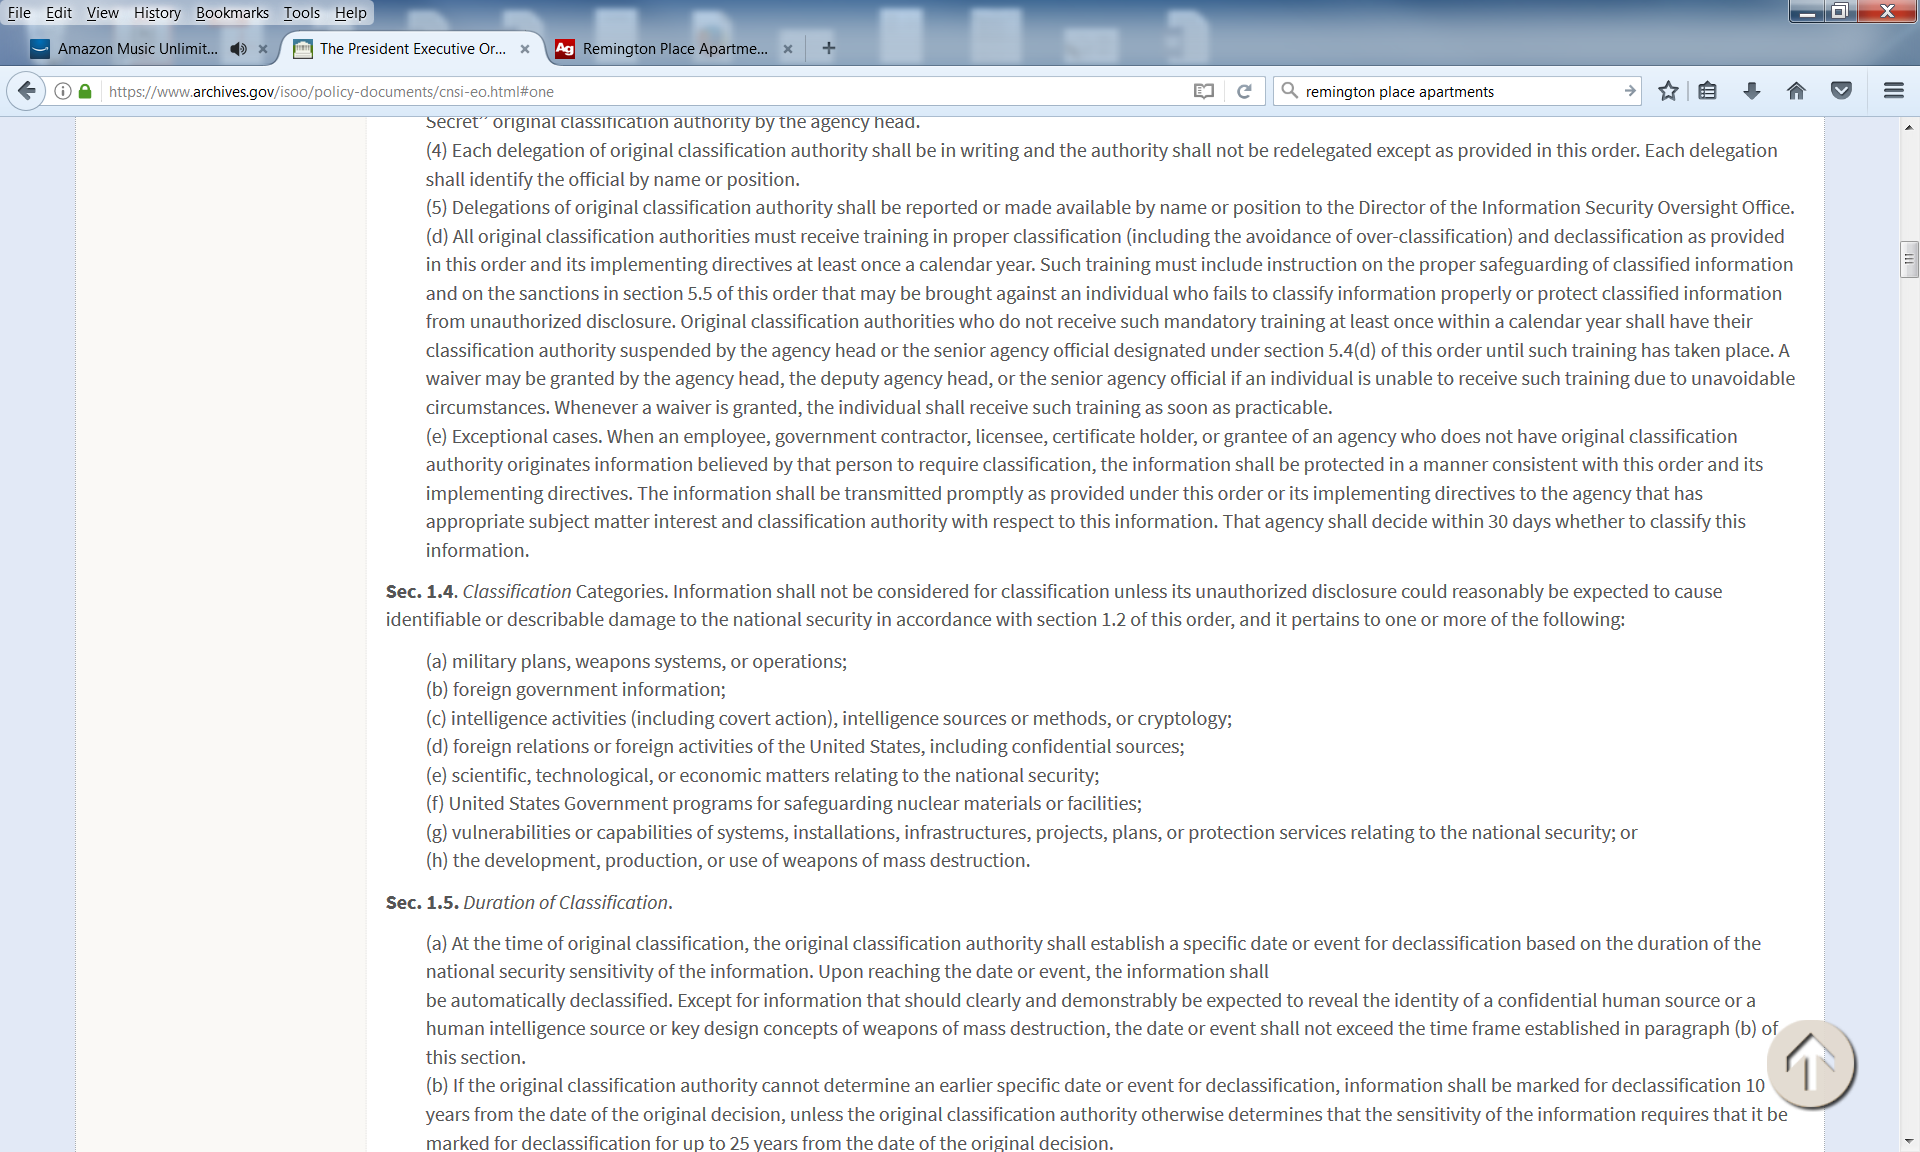 File Edit View History Bookmarks Tools Help
Amazon Music Unlimit...
The President Executive Or...
Ag Remington Place Apartme...
https://www.archives.gov/isoo/policy-documents/cnsi-eo.html#one
remington place apartments
Secret'' original classification authority by the agency head.
(4) Each delegation of original classification authority shall be in writing and the authority shall not be redelegated except as provided in this order. Each delegation
shall identify the official by name or position.
(5) Delegations of original classification authority shall be reported or made available by name or position to the Director of the Information Security Oversight Office.
(d) All original classification authorities must receive training in proper classification (including the avoidance of over-classification) and declassification as provided
in this order and its implementing directives at least once a calendar year. Such training must include instruction on the proper safeguarding of classified information
and on the sanctions in section 5.5 of this order that may be brought against an individual who fails to classify information properly or protect classified information
from unauthorized disclosure. Original classification authorities who do not receive such mandatory training at least once within a calendar year shall have their
classification authority suspended by the agency head or the senior agency official designated under section 5.4(d) of this order until such training has taken place. A
waiver may be granted by the agency head, the deputy agency head, or the senior agency official if an individual is unable to receive such training due to unavoidable
circumstances. Whenever a waiver is granted, the individual shall receive such training as soon as practicable.
(e) Exceptional cases. When an employee, government contractor, licensee, certificate holder, or grantee of an agency who does not have original classification
authority originates information believed by that person to require classification, the information shall be protected in a manner consistent with this order and its
implementing directives. The information shall be transmitted promptly as provided under this order or its implementing directives to the agency that has
appropriate subject matter interest and classification authority with respect to this information. That agency shall decide within 30 days whether to classify this
information.
Sec. 1.4. Classification Categories. Information shall not be considered for classification unless its unauthorized disclosure could reasonably be expected to cause
identifiable or describable damage to the national security in accordance with section 1.2 of this order, and it pertains to one or more of the following:
(a) military plans, weapons systems, or operations;
(b) foreign government information;
(c) intelligence activities (including covert action), intelligence sources or methods, or cryptology;
(d) foreign relations or foreign activities of the United States, including confidential sources;
(e) scientific, technological, or economic matters relating to the national security;
(f) United States Government programs for safeguarding nuclear materials or facilities;
(g) vulnerabilities or capabilities of systems, installations, infrastructures, projects, plans, or protection services relating to the national security; or
(h) the development, production, or use of weapons of mass destruction.
Sec. 1.5. Duration of Classification.
(a) At the time of original classification, the original classification authority shall establish a specific date or event for declassification based on the duration of the
national security sensitivity of the information. Upon reaching the date or event, the information shall
be automatically declassified. Except for information that should clearly and demonstrably be expected to reveal the identity of a confidential human source or a
human intelligence source or key design concepts of weapons of mass destruction, the date or event shall not exceed the time frame established in paragraph (b) of
this section.
(b) If the original classification authority cannot determine an earlier specific date or event for declassification, information shall be marked for declassification 10
years from the date of the original decision, unless the original classification authority otherwise determines that the sensitivity of the information requires that it be
marked for declassification for up to 25 years from the date of the original decision.